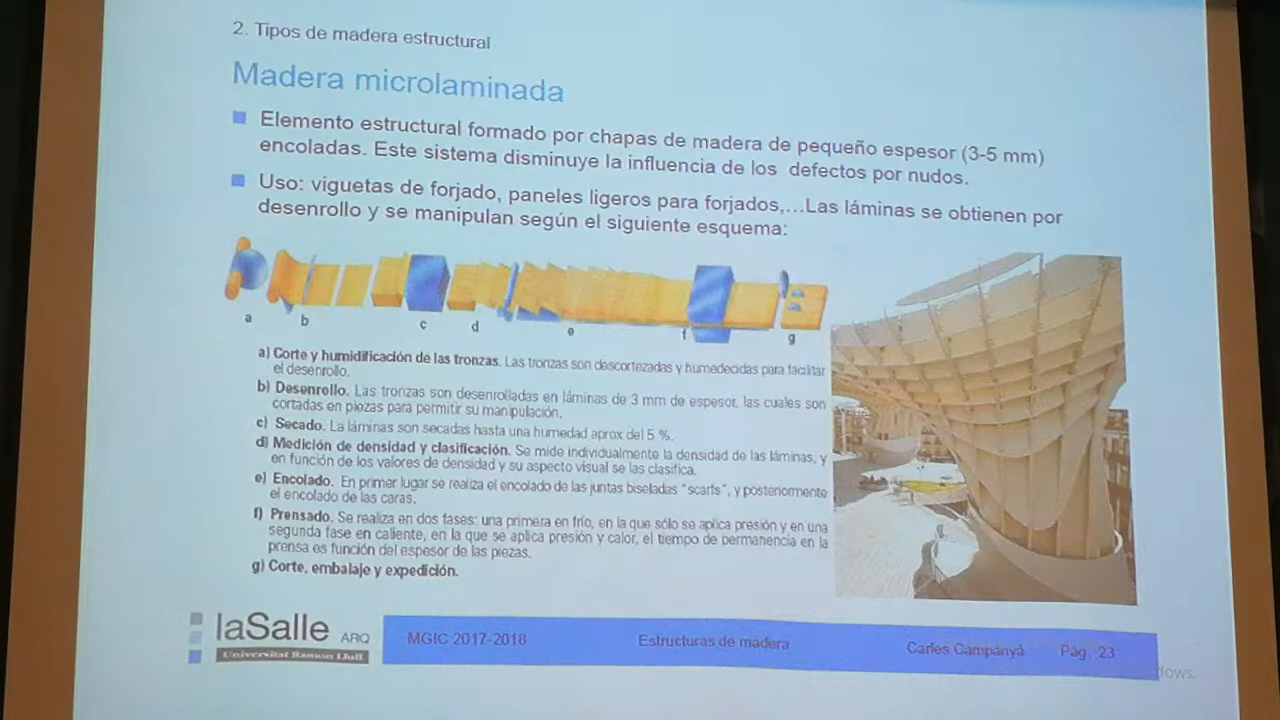 2. Tipos de madera estructural
Madera microlaminada
Elemento estructural formado por chapas de madera de pequeño espesor (3-5 mm)
encoladas. Este sistema disminuye la influencia de los defectos por nudos.
Uso: viguetas de forjado, paneles ligeros para forjados,...Las láminas se obtienen por
desenrollo y se manipulan según el siguiente esquema:
a b c d e f g
a) Corte y humidificación de las tronzas. Las tronzas son descortezadas y humedecidas para facilitar
el desenrollo.
b) Desenrollo. Las tronzas son desenrolladas en láminas de 3 mm de espesor, las cuales son
cortadas en piezas para permitir su manipulación.
c) Secado. La láminas son secadas hasta una humedad aprox del 5 %.
d) Medición de densidad y clasificación. Se mide individualmente la densidad de las láminas, y
en función de los valores de densidad y su aspecto visual se las clasifica.
e) Encolado. En primer lugar se realiza el encolado de las juntas biseladas "scarfs", y posteriormente
el encolado de las caras.
f) Prensado. Se realiza en dos fases: una primera en frío, en la que sólo se aplica presión y en una
segunda fase en caliente, en la que se aplica presión y calor, el tiempo de permanencia en la
prensa es función del espesor de las piezas.
g) Corte, embalaje y expedición.
laSalle ARQ
Universitat Ramon Llull
MGIC 2017-2018 Estructuras de madera Carles Campanyà Pág. 23
dows.